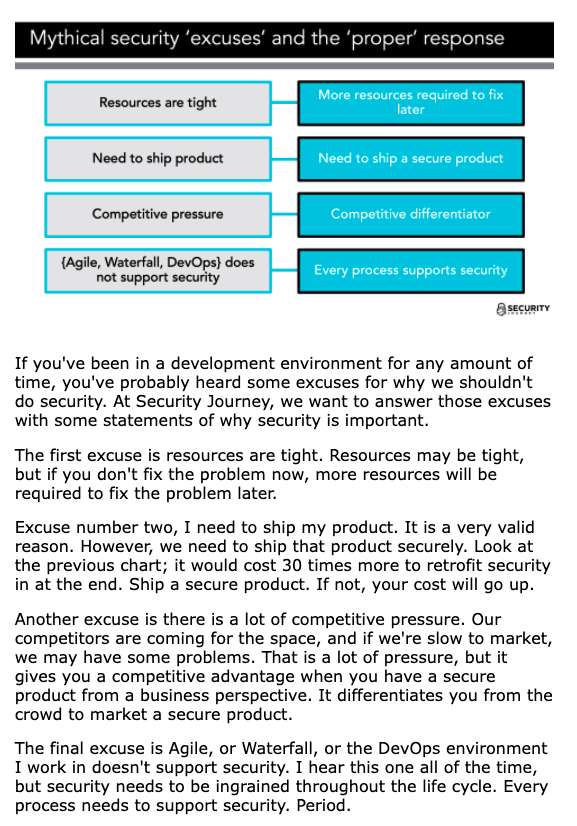 Mythical security ‘excuses’ and the ‘proper’ response
Resources are tight
More resources required to fix
later
Need to ship product
Need to ship a secure product
Competitive pressure
Competitive differentiator
{Agile, Waterfall, DevOps} does
not support security
Every process supports security
SECURITY
JOURNEY
If you've been in a development environment for any amount of
time, you've probably heard some excuses for why we shouldn't
do security. At Security Journey, we want to answer those excuses
with some statements of why security is important.
The first excuse is resources are tight. Resources may be tight,
but if you don't fix the problem now, more resources will be
required to fix the problem later.
Excuse number two, I need to ship my product. It is a very valid
reason. However, we need to ship that product securely. Look at
the previous chart; it would cost 30 times more to retrofit security
in at the end. Ship a secure product. If not, your cost will go up.
Another excuse is there is a lot of competitive pressure. Our
competitors are coming for the space, and if we're slow to market,
we may have some problems. That is a lot of pressure, but it
gives you a competitive advantage when you have a secure
product from a business perspective. It differentiates you from the
crowd to market a secure product.
The final excuse is Agile, or Waterfall, or the DevOps environment
I work in doesn't support security. I hear this one all of the time,
but security needs to be ingrained throughout the life cycle. Every
process needs to support security. Period.